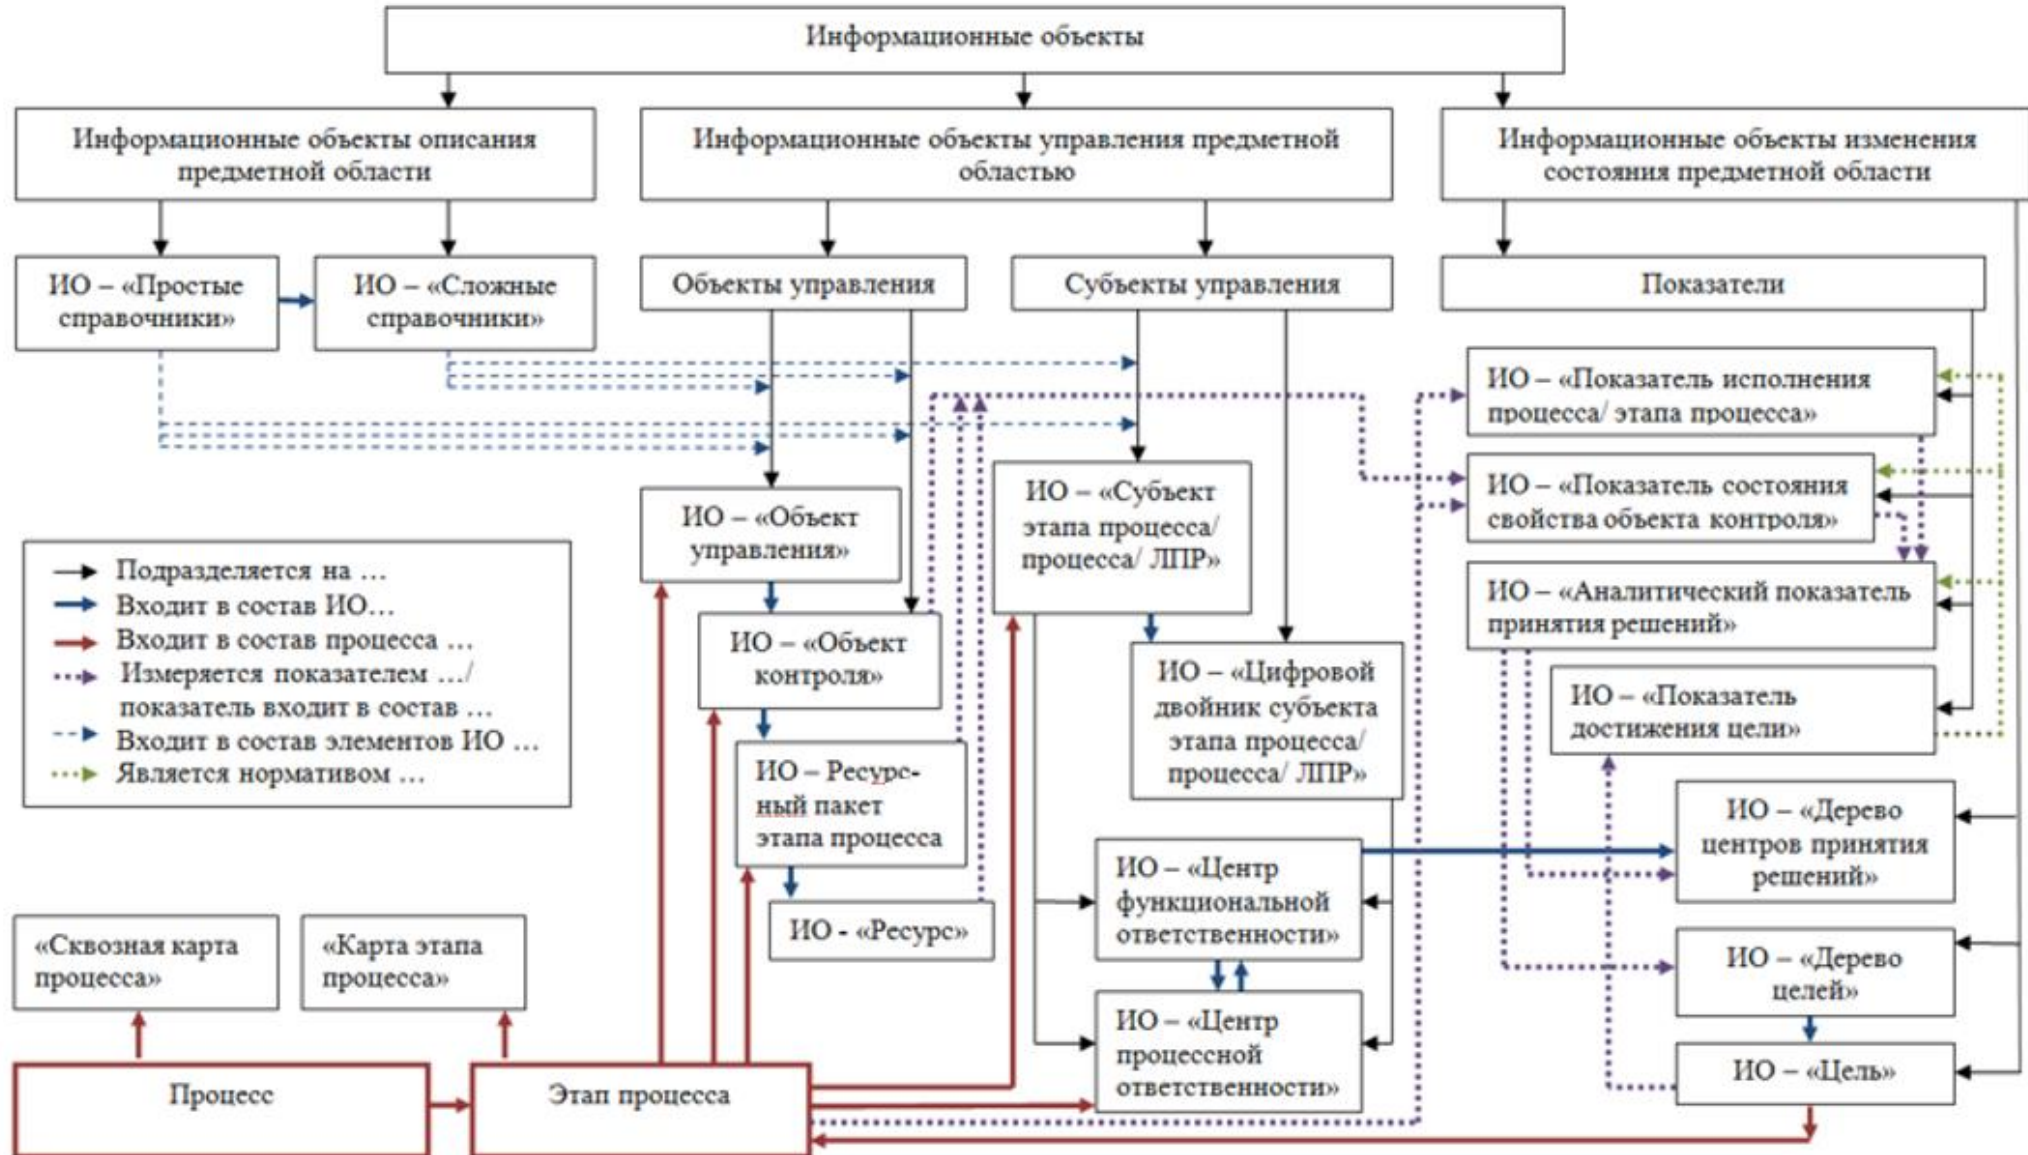 Информационные объекты
Информационные объекты описания
предметной области
Информационные объекты управления предметной
областью
Информационные объекты изменения
состояния предметной области
ИО – «Простые
справочники»
ИО – «Сложные
справочники»
Объекты управления
Субъекты управления
Показатели
ИО – «Показатель исполнения
процесса/ этапа процесса»
ИО – «Показатель состояния
свойства объекта контроля»
ИО – «Аналитический показатель
принятия решений»
ИО – «Показатель
достижения цели»
ИО – «Объект
управления»
ИО – «Субъект
этапа процесса/
процесса/ ЛПР»
ИО – «Объект
контроля»
ИО – «Цифровой
двойник субъекта
этапа процесса/
процесса/ ЛПР»
ИО – Ресурс-
ный пакет
этапа процесса
ИО - «Ресурс»
ИО – «Центр
функциональной
ответственности»
ИО – «Центр
процессной
ответственности»
ИО – «Дерево
центров принятия
решений»
ИО – «Дерево
целей»
ИО – «Цель»
Подразделяется на …
Входит в состав ИО…
Входит в состав процесса …
Измеряется показателем …/
показатель входит в состав …
Входит в состав элементов ИО …
Является нормативом …
«Сквозная карта
процесса»
«Карта этапа
процесса»
Процесс
Этап процесса